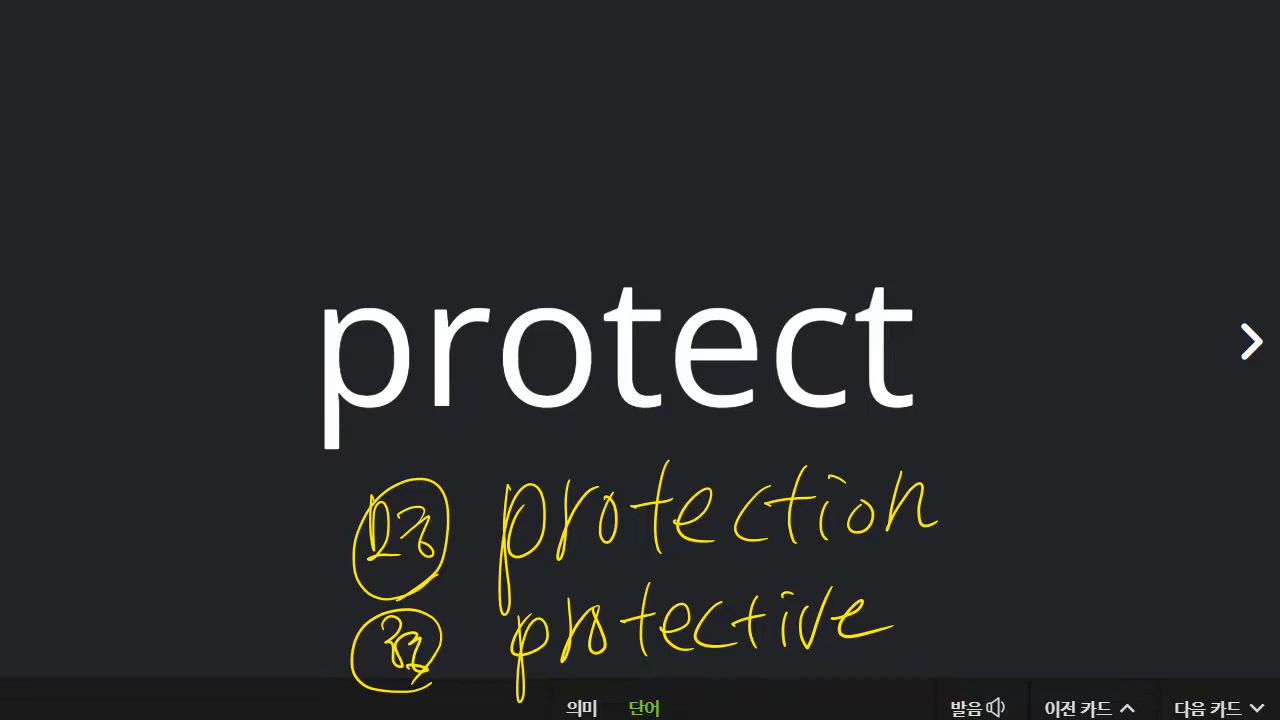 protect
protection
protective
의미 단어 발음 이전 카드 다음 카드